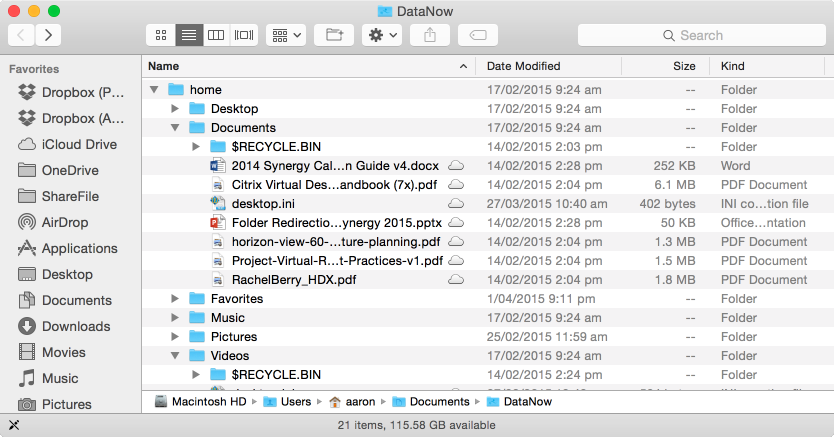 DataNow
Search
Favorites
Dropbox (P...
Dropbox (A...
iCloud Drive
OneDrive
ShareFile
AirDrop
Applications
Desktop
Documents
Downloads
Movies
Music
Pictures
Name Date Modified Size Kind
home 17/02/2015 9:24 am -- Folder
Desktop 17/02/2015 9:24 am -- Folder
Documents 17/02/2015 9:24 am -- Folder
$RECYCLE.BIN 14/02/2015 2:03 pm -- Folder
2014 Synergy Cal...n Guide v4.docx 14/02/2015 2:28 pm 252 KB Word
Citrix Virtual Des...andbook (7x).pdf 14/02/2015 2:04 pm 6.1 MB PDF Document
desktop.ini 27/03/2015 10:40 am 402 bytes INI co...tion file
Folder Redirectio...ynergy 2015.pptx 14/02/2015 2:28 pm 50 KB Office...ntation
horizon-view-60-...ture-planning.pdf 14/02/2015 2:04 pm 1.3 MB PDF Document
Project-Virtual-R...t-Practices-v1.pdf 14/02/2015 2:04 pm 1.5 MB PDF Document
RachelBerry_HDX.pdf 14/02/2015 2:04 pm 1.8 MB PDF Document
Favorites 1/04/2015 9:11 pm -- Folder
Music 17/02/2015 9:24 am -- Folder
Pictures 25/02/2015 11:59 am -- Folder
Videos 17/02/2015 9:24 am -- Folder
$RECYCLE.BIN 14/02/2015 2:24 pm -- Folder
Macintosh HD Users aaron Documents DataNow
21 items, 115.58 GB available